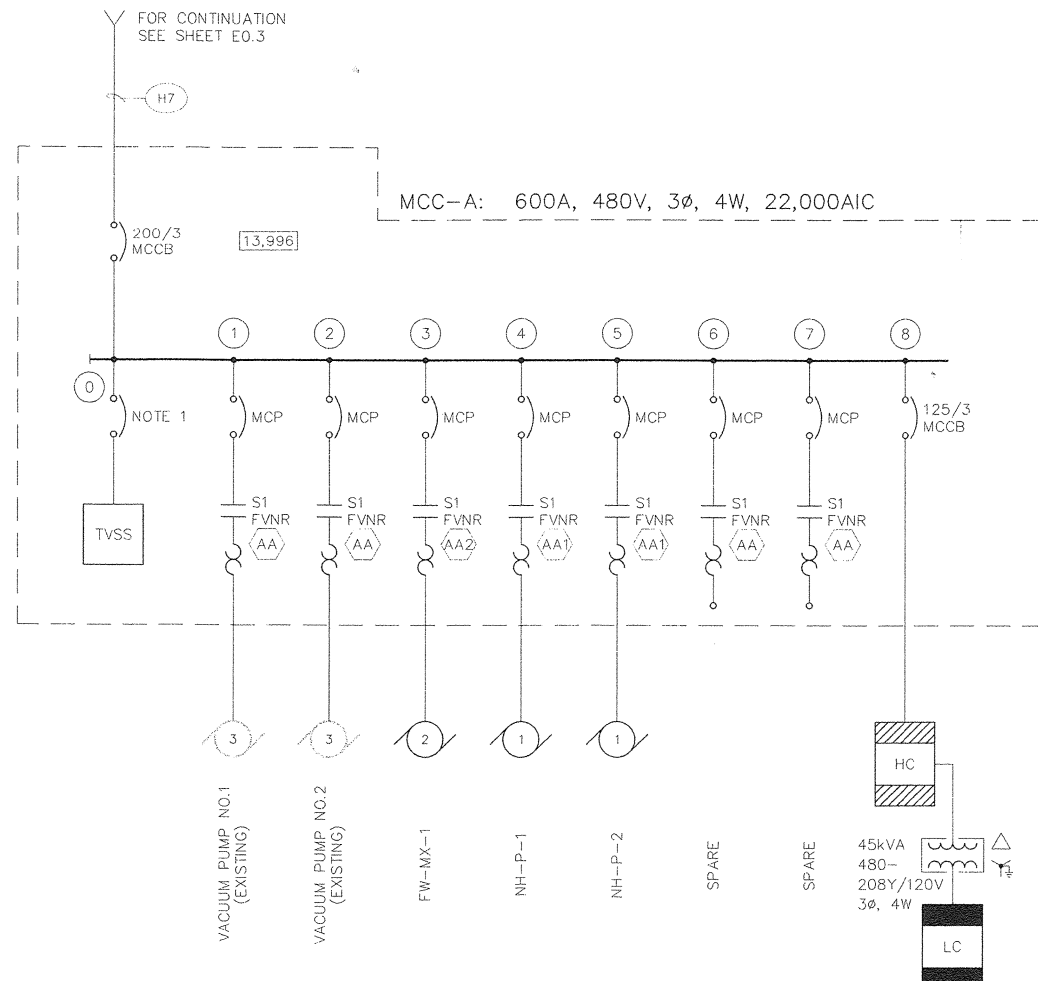 FOR CONTINUATION
SEE SHEET E0.3
H7
MCC-A: 600A, 480V, 3ø, 4W, 22,000AIC
200/3
MCCB
13,996
1
2
3
4
5
6
7
8
0
NOTE 1
MCP
MCP
MCP
MCP
MCP
MCP
MCP
125/3
MCCB
TVSS
S1
FVNR
AA
S1
FVNR
AA
S1
FVNR
AA2
S1
FVNR
AA1
S1
FVNR
AA1
S1
FVNR
AA
S1
FVNR
AA
3
3
2
1
1
HC
VACUUM PUMP NO.1
(EXISTING)
VACUUM PUMP NO.2
(EXISTING)
FW-MX-1
NH-P-1
NH-P-2
SPARE
SPARE
45kVA
480-
208Y/120V
3ø, 4W
LC